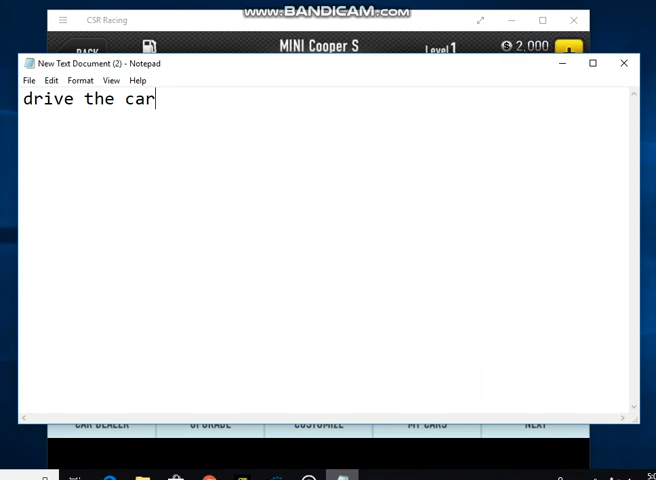 www.BANDICAM.com
CSR Racing
BACK
MINI Cooper S
Level 1
2,000
New Text Document (2) - Notepad
File Edit Format View Help
drive the car
CAR DEALER UPGRADE CUSTOMIZE MY CARS NEXT